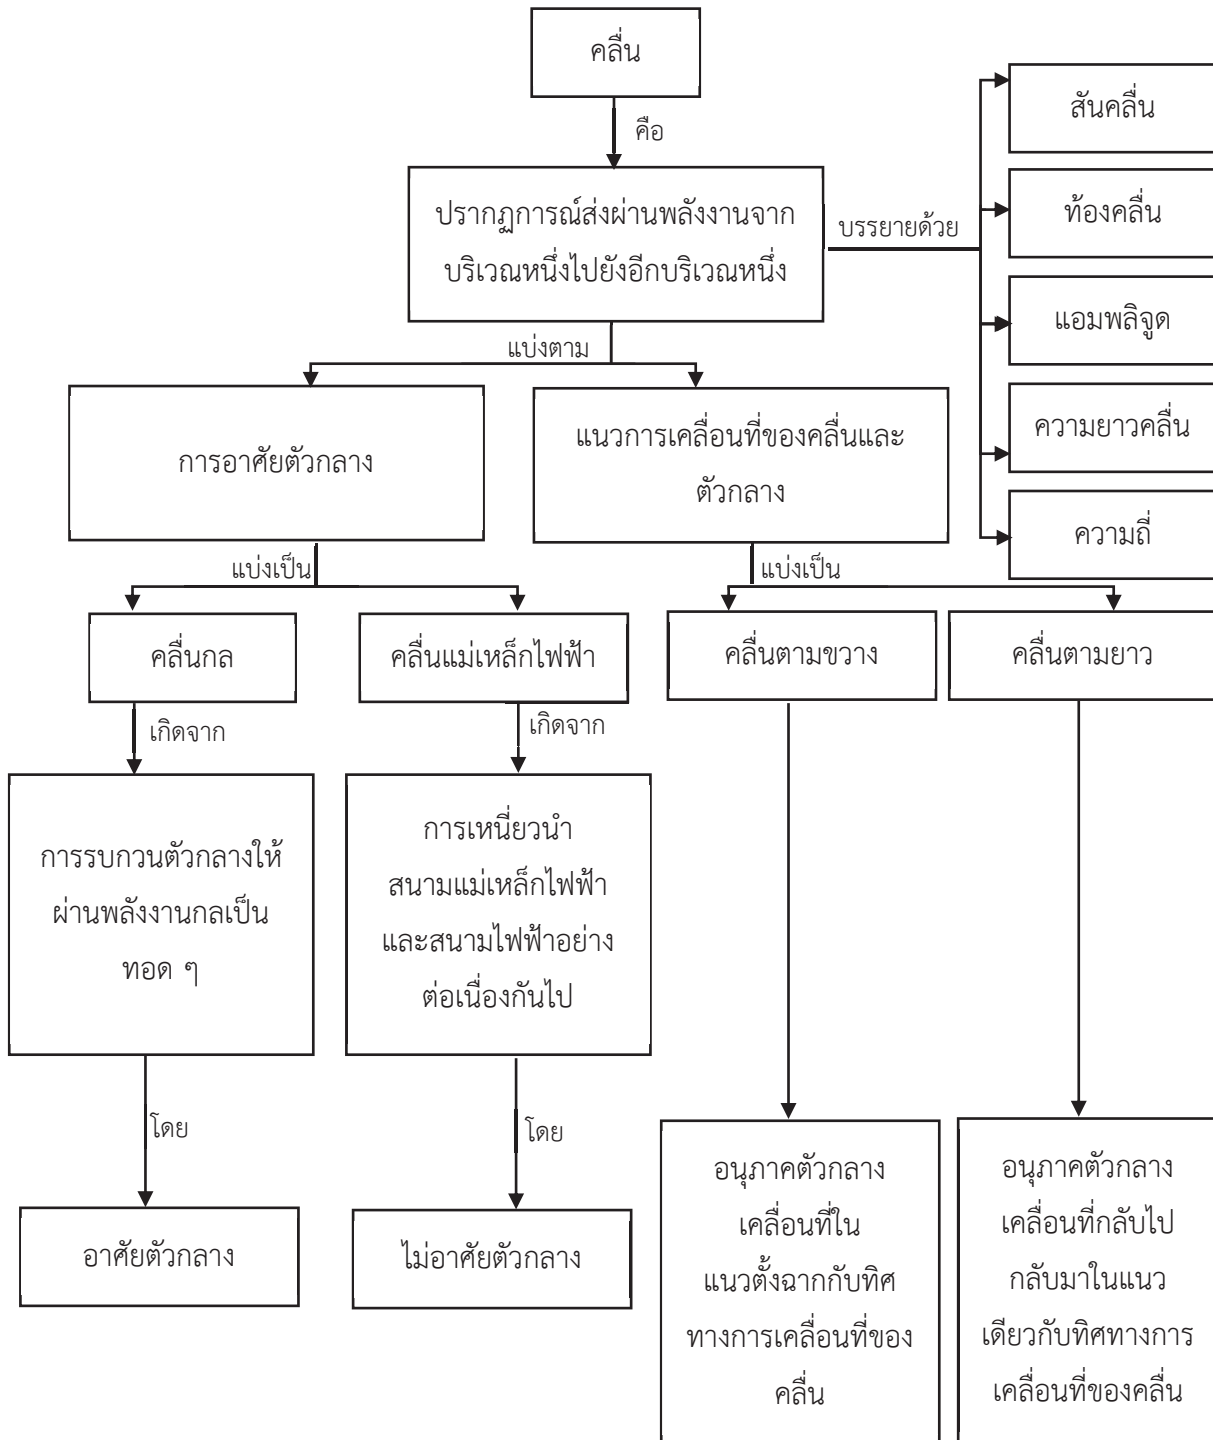 คลื่น
คือ
ปรากฏการณ์ส่งผ่านพลังงานจาก
บริเวณหนึ่งไปยังอีกบริเวณหนึ่ง
บรรยายด้วย
สันคลื่น
ท้องคลื่น
แอมพลิจูด
ความยาวคลื่น
ความถี่
แบ่งตาม
การอาศัยตัวกลาง
แนวการเคลื่อนที่ของคลื่นและ
ตัวกลาง
แบ่งเป็น
แบ่งเป็น
คลื่นกล
คลื่นแม่เหล็กไฟฟ้า
คลื่นตามขวาง
คลื่นตามยาว
เกิดจาก
เกิดจาก
การรบกวนตัวกลางให้
ผ่านพลังงานกลเป็น
ทอด ๆ
การเหนี่ยวนำ
สนามแม่เหล็กไฟฟ้า
และสนามไฟฟ้าอย่าง
ต่อเนื่องกันไป
โดย
โดย
อาศัยตัวกลาง
ไม่อาศัยตัวกลาง
อนุภาคตัวกลาง
เคลื่อนที่ใน
แนวตั้งฉากกับทิศ
ทางการเคลื่อนที่ของ
คลื่น
อนุภาคตัวกลาง
เคลื่อนที่กลับไป
กลับมาในแนว
เดียวกับทิศทางการ
เคลื่อนที่ของคลื่น